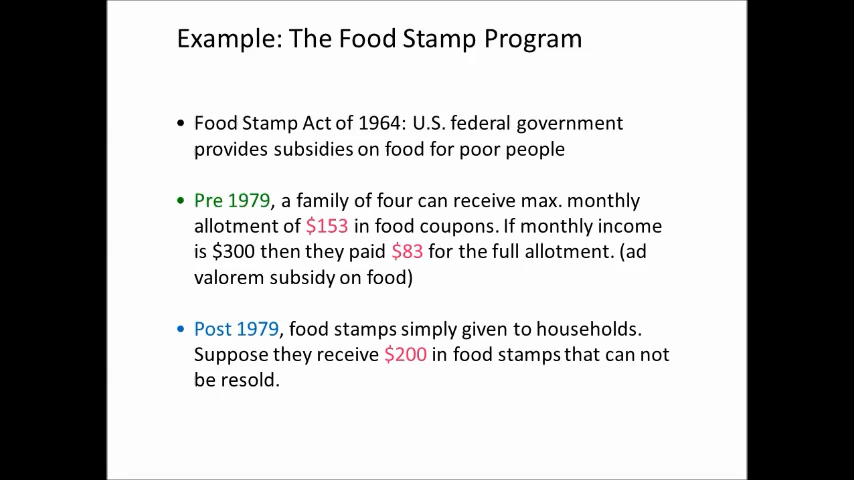 Example: The Food Stamp Program
• Food Stamp Act of 1964: U.S. federal government
provides subsidies on food for poor people
• Pre 1979, a family of four can receive max. monthly
allotment of $153 in food coupons. If monthly income
is $300 then they paid $83 for the full allotment. (ad
valorem subsidy on food)
• Post 1979, food stamps simply given to households.
Suppose they receive $200 in food stamps that can not
be resold.